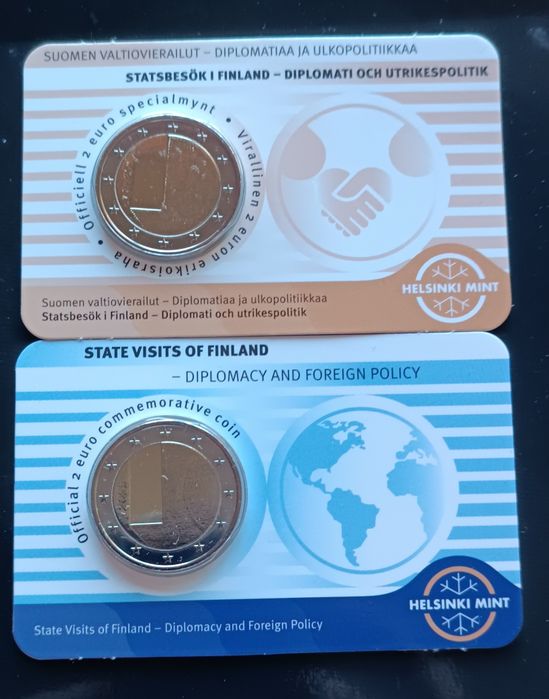 SUOMEN VALTIOVIERAILUT – DIPLOMATIAA JA ULKOPOLITIIKKAA
STATSBESÖK I FINLAND – DIPLOMATI OCH UTRIKESPOLITIK
• Officiell 2 euro specialmynt • Virallinen 2 euron erikoisraha
HELSINKI MINT
Suomen valtiovierailut – Diplomatiaa ja ulkopolitiikkaa
Statsbesök i Finland – Diplomati och utrikespolitik
STATE VISITS OF FINLAND
– DIPLOMACY AND FOREIGN POLICY
Official 2 euro commemorative coin
HELSINKI MINT
State Visits of Finland – Diplomacy and Foreign Policy